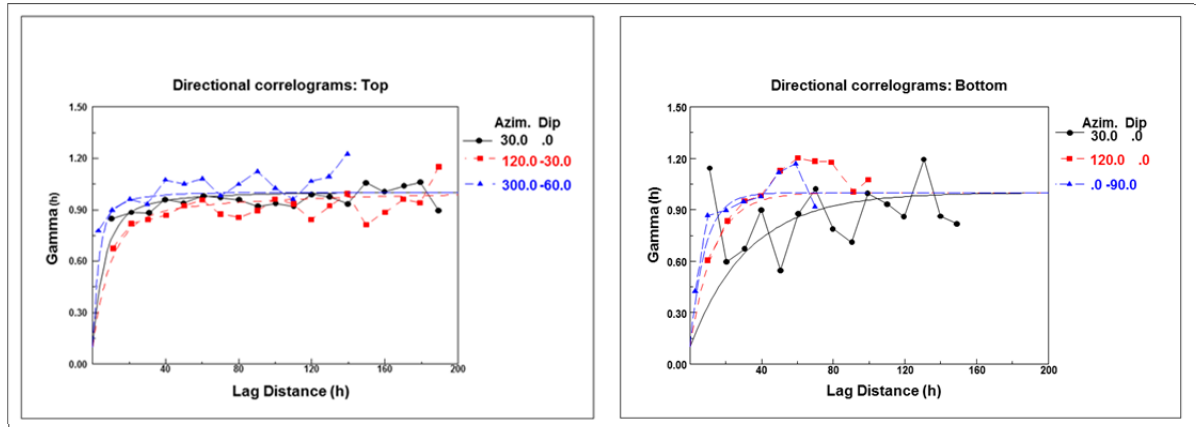 Directional correlograms: Top
1.50
1.20
0.90
0.60
0.30
0.00
Gamma (h)
40 80 120 160 200
Lag Distance (h)
Azim. Dip
30.0 .0
120.0 -30.0
300.0 -60.0
Directional correlograms: Bottom
1.50
1.20
0.90
0.60
0.30
0.00
Gamma (h)
40 80 120 160 200
Lag Distance (h)
Azim. Dip
30.0 .0
120.0 .0
.0 -90.0